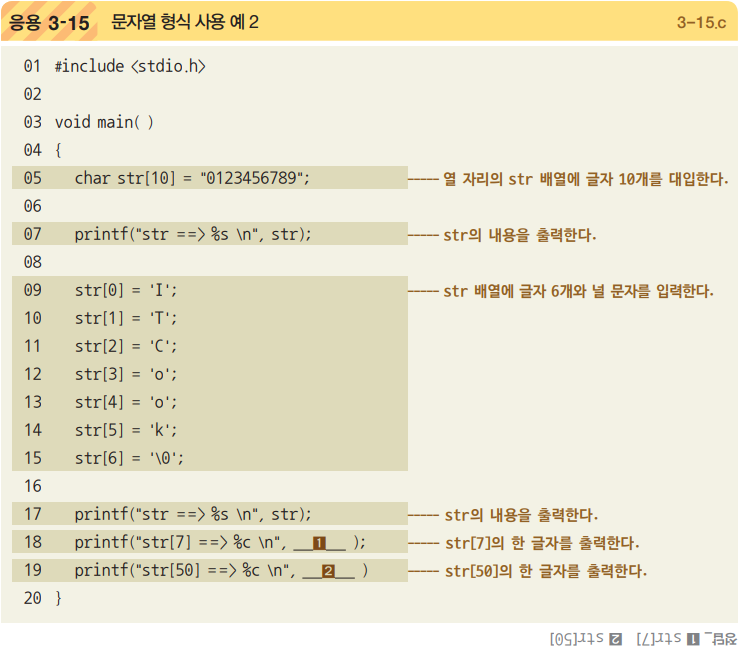 응용 3-15 문자열 형식 사용 예 2 3-15.c
01 #include <stdio.h>
02
03 void main( )
04 {
05 char str[10] = "0123456789"; 열 자리의 str 배열에 글자 10개를 대입한다.
06
07 printf("str ==> %s \n", str); str의 내용을 출력한다.
08
09 str[0] = 'I'; str 배열에 글자 6개와 널 문자를 입력한다.
10 str[1] = 'T';
11 str[2] = 'C';
12 str[3] = 'o';
13 str[4] = 'o';
14 str[5] = 'k';
15 str[6] = '\0';
16
17 printf("str ==> %s \n", str); str의 내용을 출력한다.
18 printf("str[7] ==> %c \n", __1__ ); str[7]의 한 글자를 출력한다.
19 printf("str[50] ==> %c \n", __2__ ) str[50]의 한 글자를 출력한다.
20 }
정답_ 1 str[7] 2 str[50]